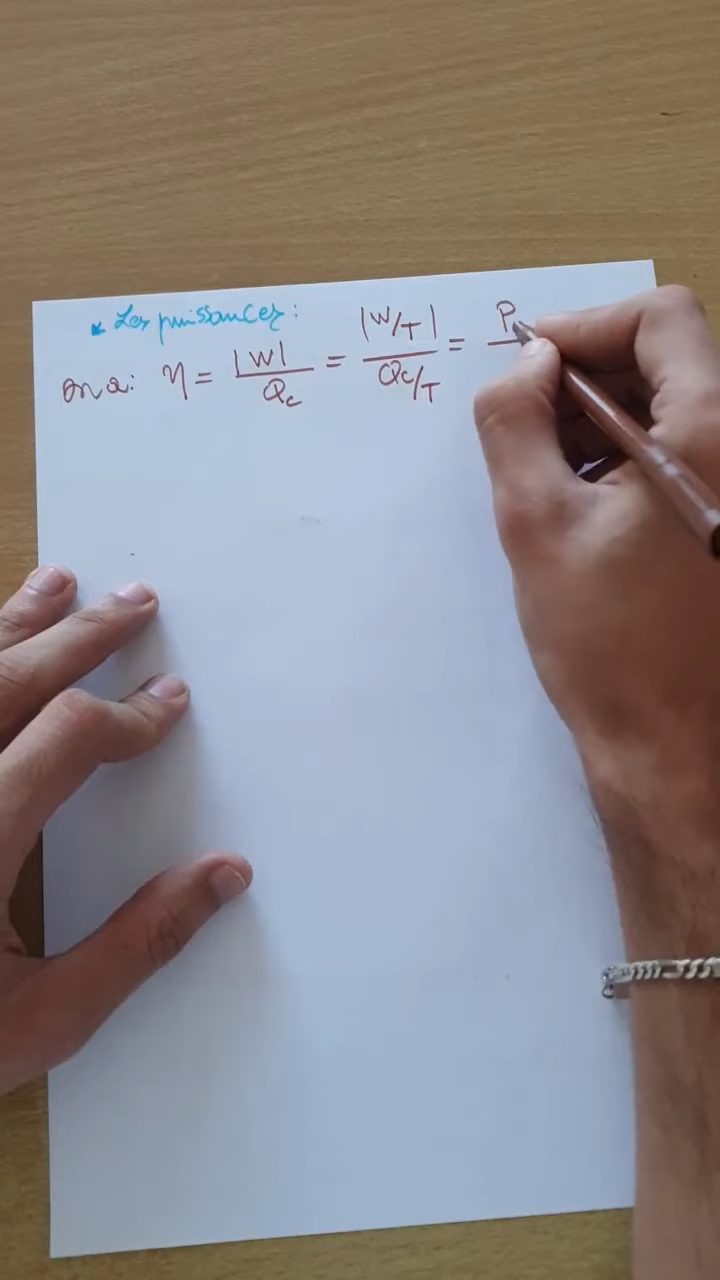 Les puissances :
on a : η = |W| / Qc = |W/T| / Qc/T = P